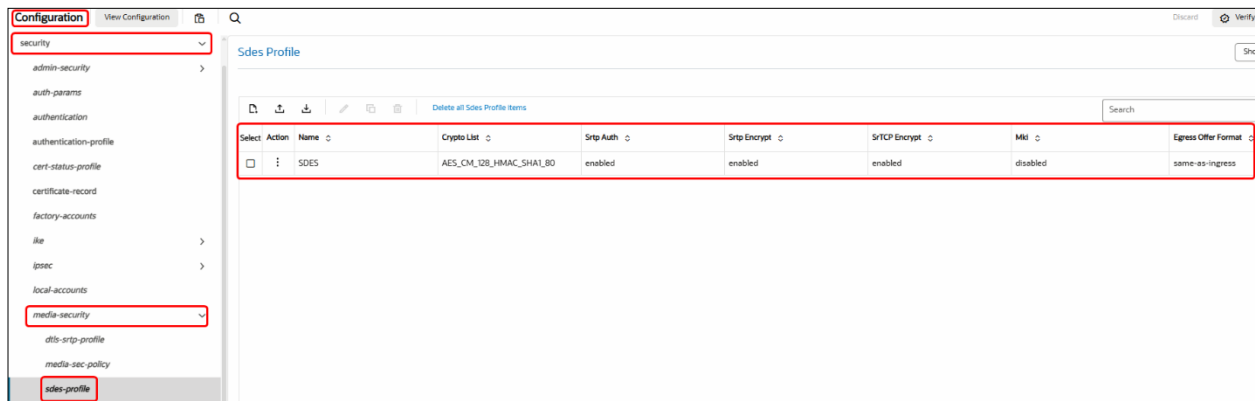 Configuration View Configuration Discard Verify
security
admin-security
auth-params
authentication
authentication-profile
cert-status-profile
certificate-record
factory-accounts
ike
ipsec
local-accounts
media-security
dtls-srtp-profile
media-sec-policy
sdes-profile
Sdes Profile Sho
Delete all Sdes Profile items Search
Select Action Name Crypto List Srtp Auth Srtp Encrypt SrTCP Encrypt Mki Egress Offer Format
SDES AES_CM_128_HMAC_SHA1_80 enabled enabled enabled disabled same-as-ingress